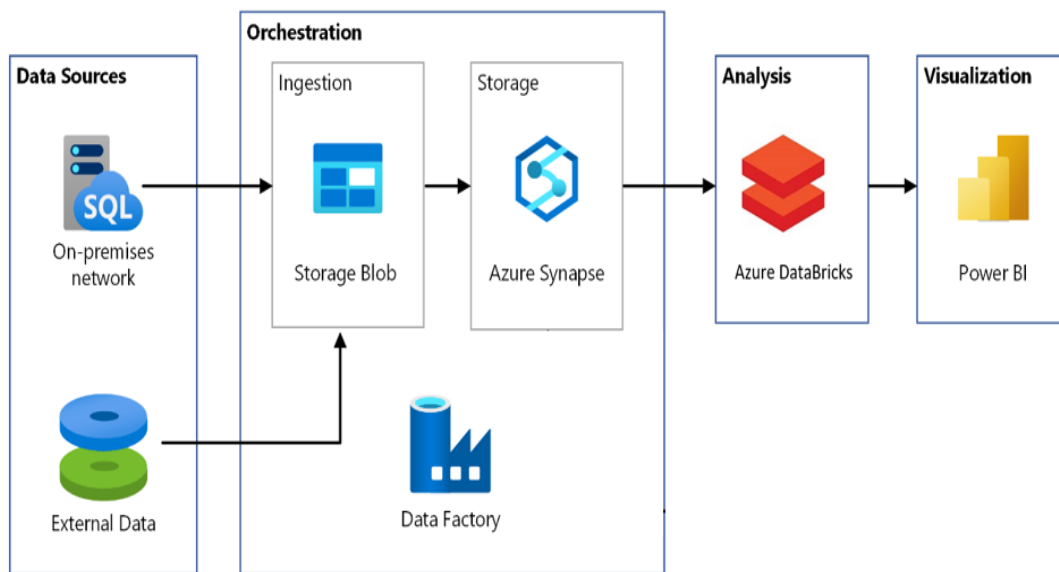 Data Sources
SQL
On-premises
network
External Data
Orchestration
Ingestion
Storage Blob
Storage
Azure Synapse
Data Factory
Analysis
Azure DataBricks
Visualization
Power BI